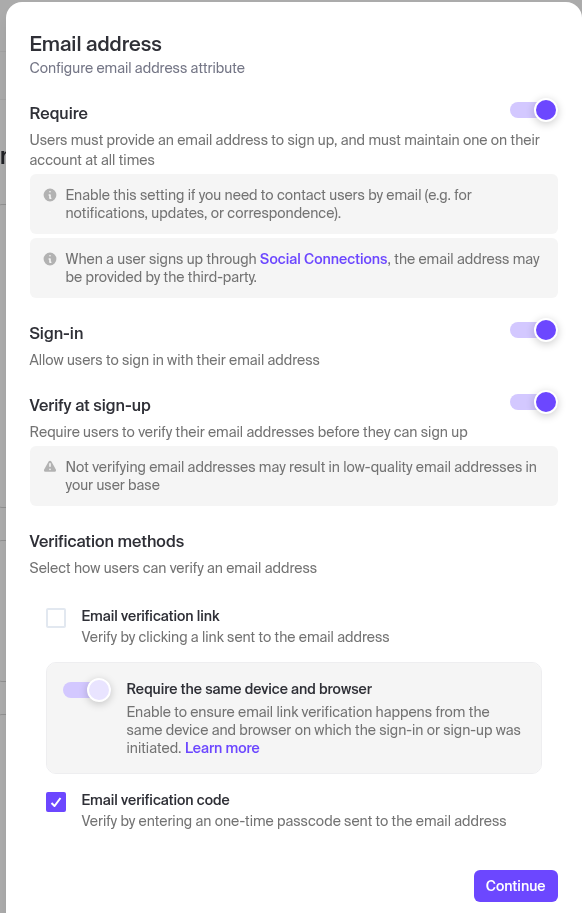 Email address
Configure email address attribute
Require
Users must provide an email address to sign up, and must maintain one on their
account at all times
Enable this setting if you need to contact users by email (e.g. for
notifications, updates, or correspondence).
When a user signs up through Social Connections, the email address may
be provided by the third-party.
Sign-in
Allow users to sign in with their email address
Verify at sign-up
Require users to verify their email addresses before they can sign up
Not verifying email addresses may result in low-quality email addresses in
your user base
Verification methods
Select how users can verify an email address
Email verification link
Verify by clicking a link sent to the email address
Require the same device and browser
Enable to ensure email link verification happens from the
same device and browser on which the sign-in or sign-up was
initiated. Learn more
Email verification code
Verify by entering an one-time passcode sent to the email address
Continue